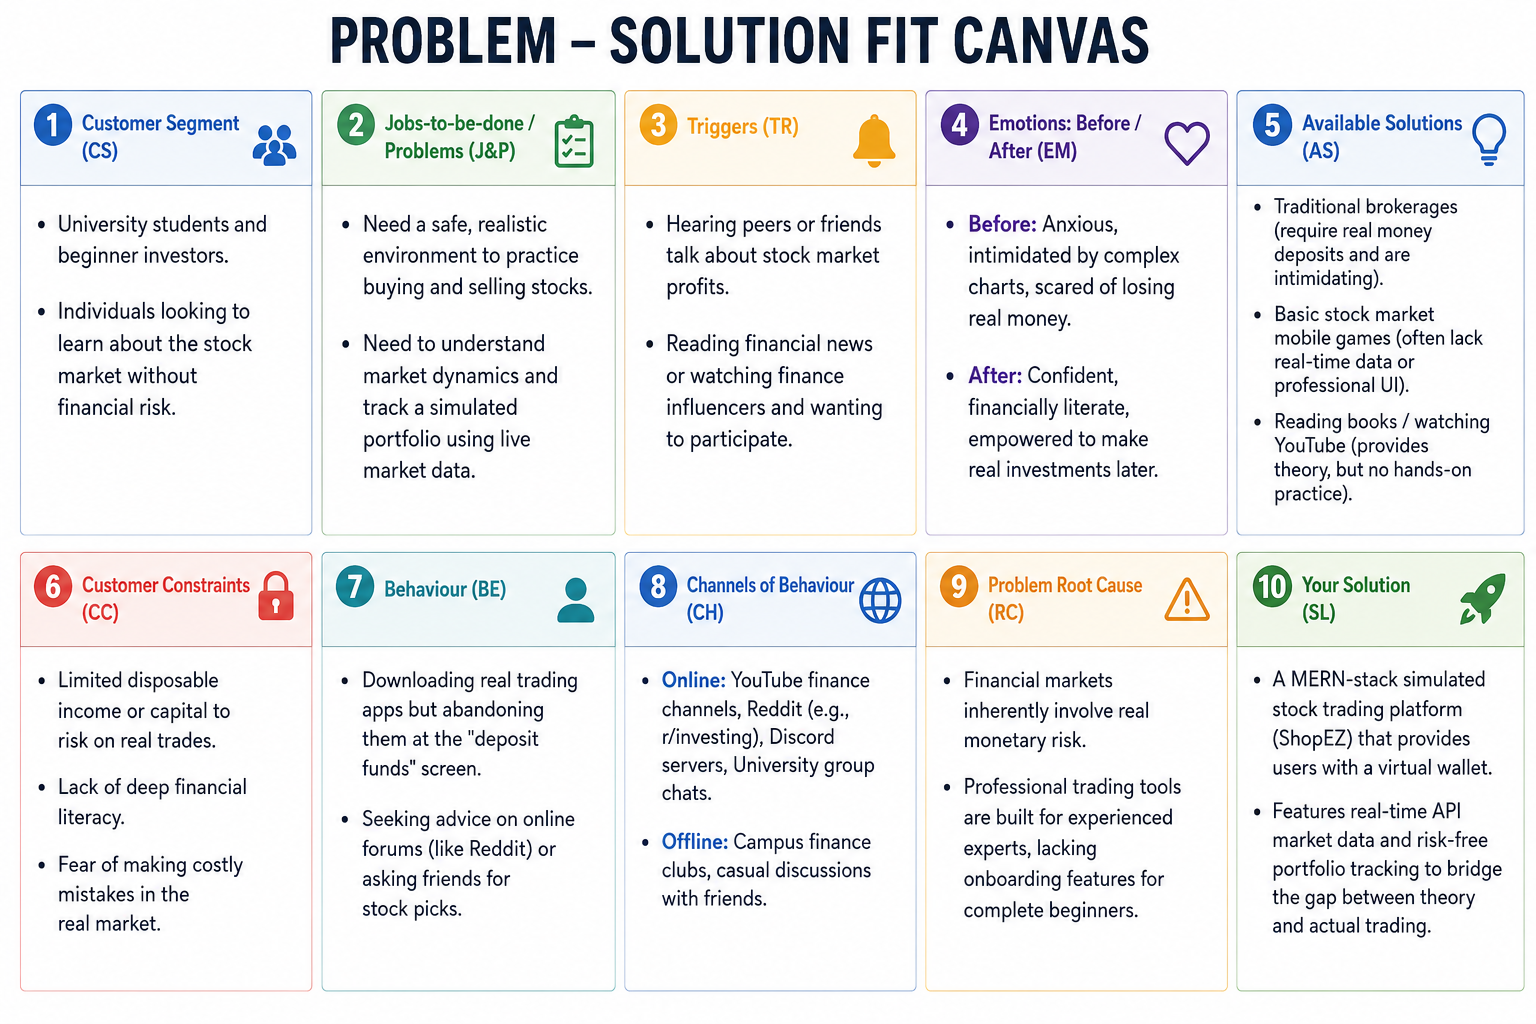 PROBLEM – SOLUTION FIT CANVAS
1
Customer Segment
(CS)
• University students and
beginner investors.
• Individuals looking to
learn about the stock
market without
financial risk.
2
Jobs-to-be-done /
Problems (J&P)
• Need a safe, realistic
environment to practice
buying and selling stocks.
• Need to understand
market dynamics and
track a simulated
portfolio using live
market data.
3
Triggers (TR)
• Hearing peers or friends
talk about stock market
profits.
• Reading financial news
or watching finance
influencers and wanting
to participate.
4
Emotions: Before /
After (EM)
• Before: Anxious,
intimidated by complex
charts, scared of losing
real money.
• After: Confident,
financially literate,
empowered to make
real investments later.
5
Available Solutions
(AS)
• Traditional brokerages
(require real money
deposits and are
intimidating).
• Basic stock market
mobile games (often lack
real-time data or
professional UI).
• Reading books / watching
YouTube (provides
theory, but no hands-on
practice).
6
Customer Constraints
(CC)
• Limited disposable
income or capital to
risk on real trades.
• Lack of deep financial
literacy.
• Fear of making costly
mistakes in the
real market.
7
Behaviour (BE)
• Downloading real trading
apps but abandoning
them at the "deposit
funds" screen.
• Seeking advice on online
forums (like Reddit) or
asking friends for
stock picks.
8
Channels of Behaviour
(CH)
• Online: YouTube finance
channels, Reddit (e.g.,
r/investing), Discord
servers, University group
chats.
• Offline: Campus finance
clubs, casual discussions
with friends.
9
Problem Root Cause
(RC)
• Financial markets
inherently involve real
monetary risk.
• Professional trading tools
are built for experienced
experts, lacking
onboarding features for
complete beginners.
10
Your Solution
(SL)
• A MERN-stack simulated
stock trading platform
(ShopEZ) that provides
users with a virtual wallet.
• Features real-time API
market data and risk-free
portfolio tracking to bridge
the gap between theory
and actual trading.